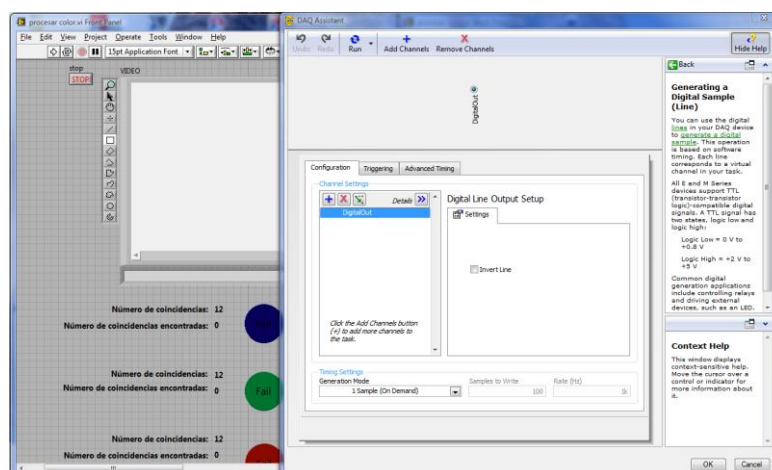 procesar color.vi Front Panel
File Edit View Project Operate Tools Window Help
15pt Application Font
stop
STOP
VIDEO
Número de coincidencias: 12
Número de coincidencias encontradas: 0
Número de coincidencias: 12
Número de coincidencias encontradas: 0
Fail
Número de coincidencias: 12
Número de coincidencias encontradas: 0
DAQ Assistant
Undo Redo Run Add Channels Remove Channels Hide Help
DigitalOut
Configuration Triggering Advanced Timing
Channel Settings
Details
DigitalOut
Click the Add Channels button
(+) to add more channels to
the task.
Digital Line Output Setup
Settings
Invert Line
Timing Settings
Generation Mode Samples to Write Rate (Hz)
1 Sample (On Demand) 100 1k
Back
Generating a
Digital Sample
(Line)
You can use the digital
lines in your DAQ device
to generate a digital
sample. This operation
is based on software
timing. Each line
corresponds to a virtual
channel in your task.
All E and M Series
devices support TTL
(transistor-transistor
logic)-compatible digital
signals. A TTL signal has
two states, logic low and
logic high:
Logic Low = 0 V to
+0.8 V
Logic High = +2 V to
+5 V
Common digital
generation applications
include controlling relays
and driving external
devices, such as an LED.
Context Help
This window displays
context-sensitive help.
Move the cursor over a
control or indicator for
more information about
it.
OK Cancel